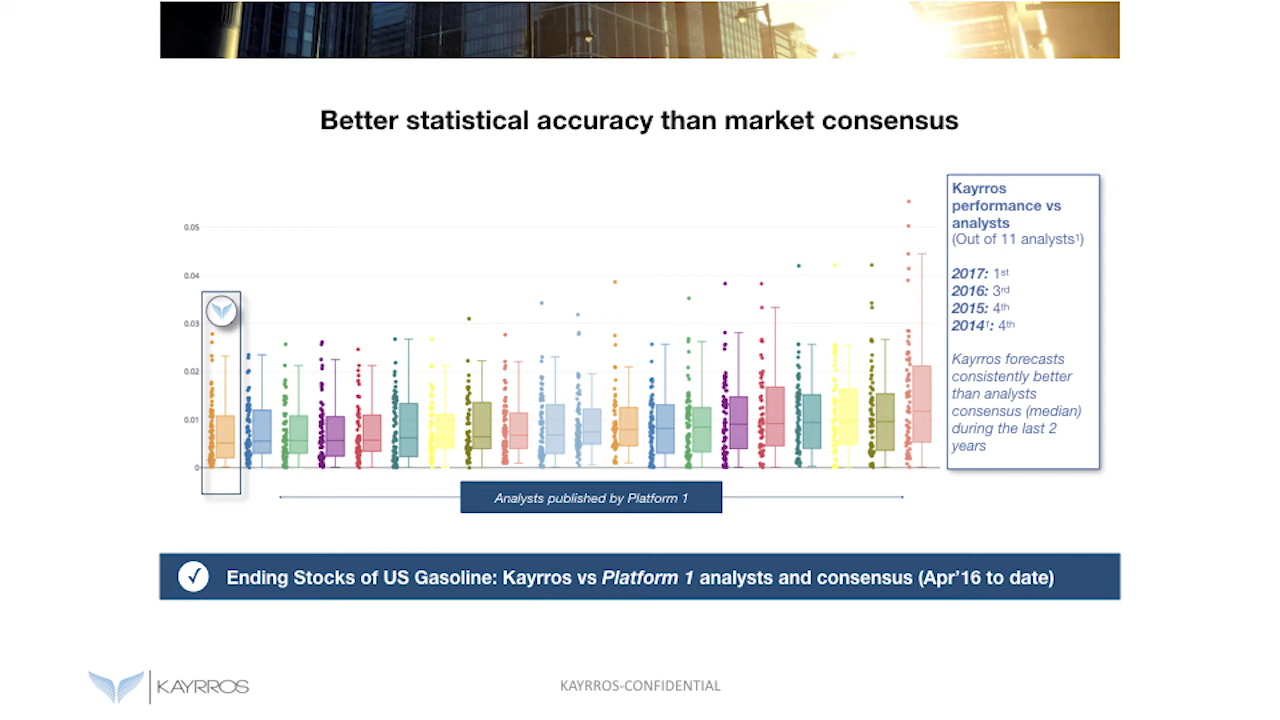 Better statistical accuracy than market consensus
0.05
0.04
0.03
0.02
0.01
0
Analysts published by Platform 1
Kayrros
performance vs
analysts
(Out of 11 analysts¹)
2017: 1st
2016: 3rd
2015: 4th
2014¹: 4th
Kayrros forecasts
consistently better
than analysts
consensus (median)
during the last 2
years
✓ Ending Stocks of US Gasoline: Kayrros vs Platform 1 analysts and consensus (Apr’16 to date)
KAYRROS
KAYRROS-CONFIDENTIAL